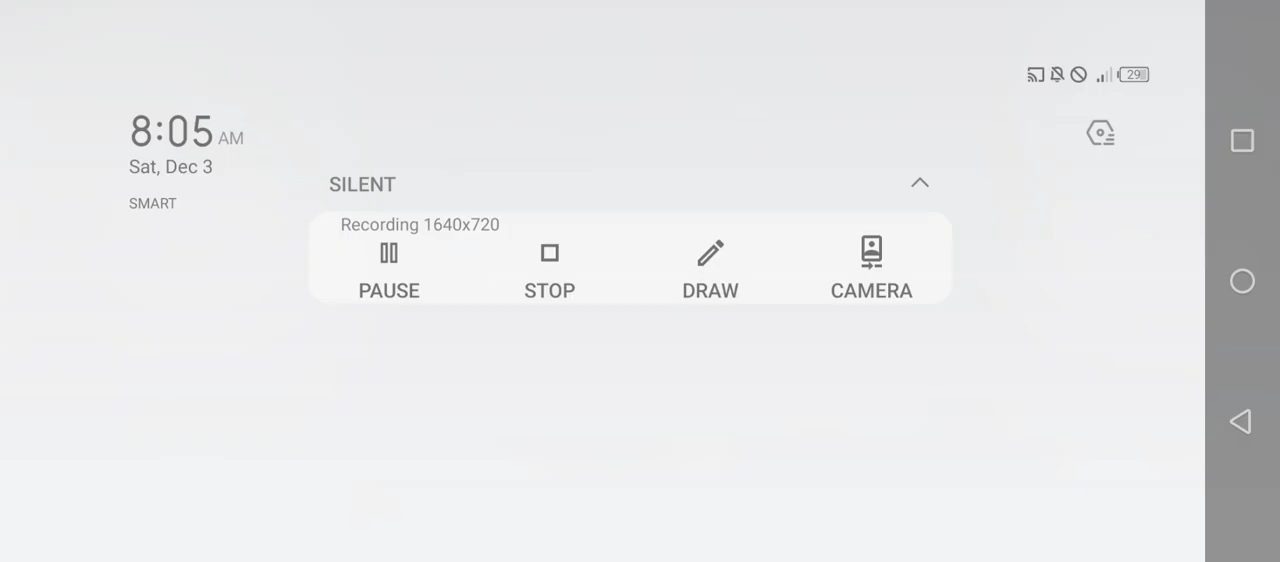 29
8:05 AM
Sat, Dec 3
SMART
SILENT
Recording 1640x720
PAUSE STOP DRAW CAMERA